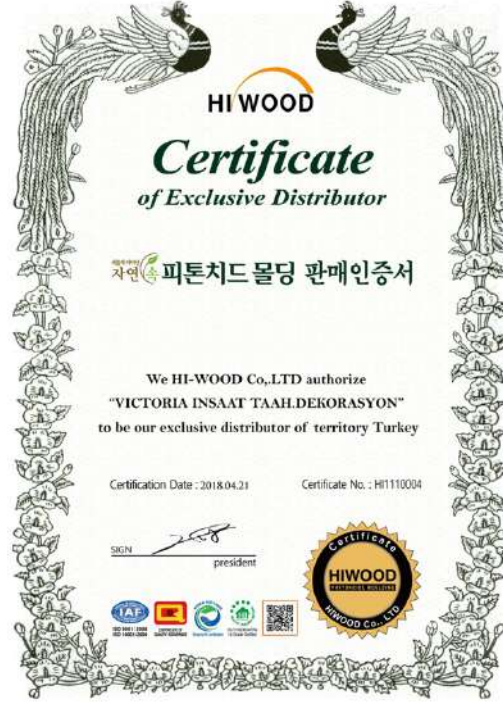 HI WOOD
Certificate
of Exclusive Distributor
자연속 피톤치드 몰딩 판매인증서
We HI-WOOD Co,.LTD authorize
"VICTORIA INSAAT TAAH.DEKORASYON"
to be our exclusive distributor of territory Turkey
Certification Date : 2018.04.21
Certificate No. : HI1110004
SIGN
president
IAF
Certificate
HIWOOD
HIWOOD Co., LTD